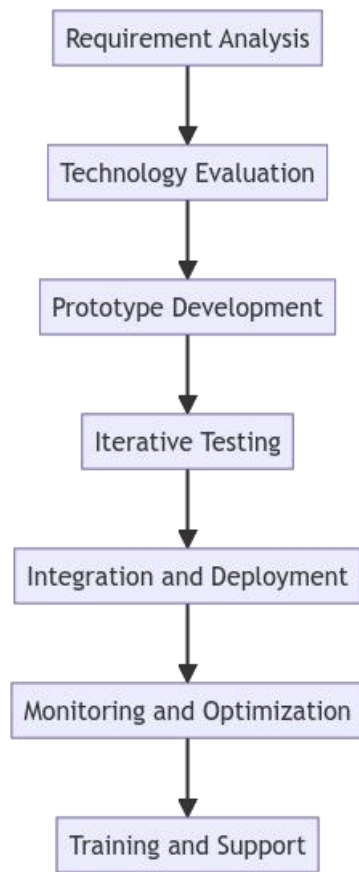 Requirement Analysis
Technology Evaluation
Prototype Development
Iterative Testing
Integration and Deployment
Monitoring and Optimization
Training and Support